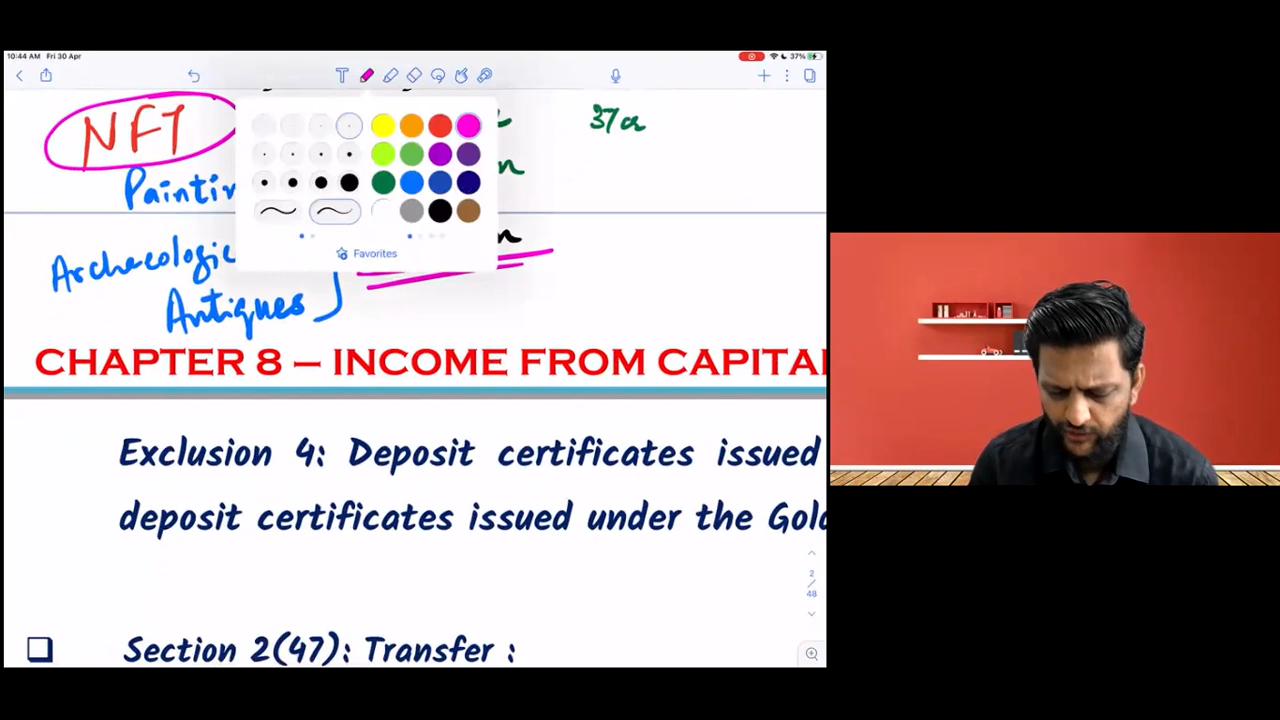 10:44 AM Fri 30 Apr
37%
NFT
37a
Archaeologic
Antiques
Favorites
CHAPTER 8 – INCOME FROM CAPITA
Exclusion 4: Deposit certificates issued
deposit certificates issued under the Gol
2
/
48
Section 2(47): Transfer :